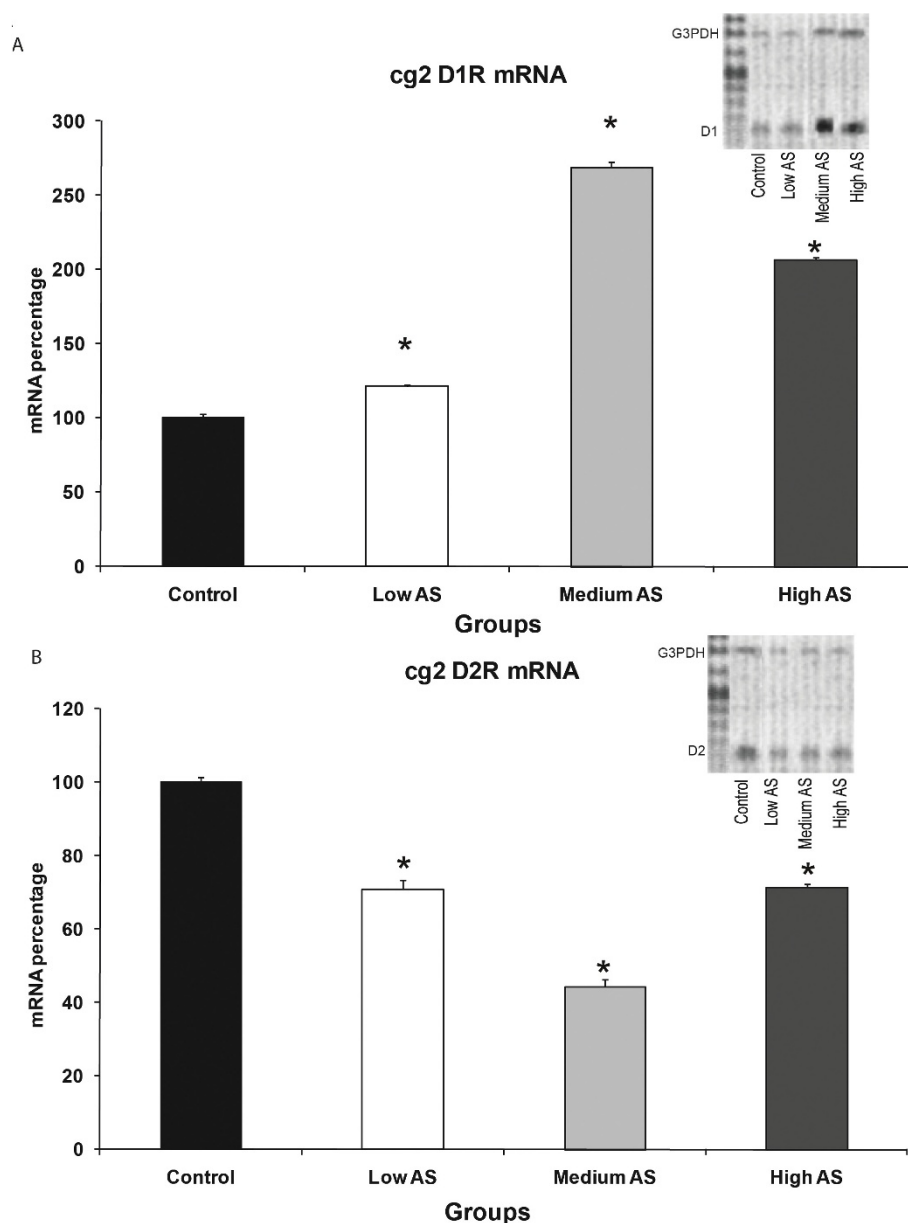 A
cg2 D1R mRNA
G3PDH
D1
Control
Low AS
Medium AS
High AS
mRNA percentage
300
250
200
150
100
50
0
*
*
*
Control Low AS Medium AS High AS
Groups
B
cg2 D2R mRNA
G3PDH
D2
Control
Low AS
Medium AS
High AS
mRNA percentage
120
100
80
60
40
20
0
*
*
*
Control Low AS Medium AS High AS
Groups